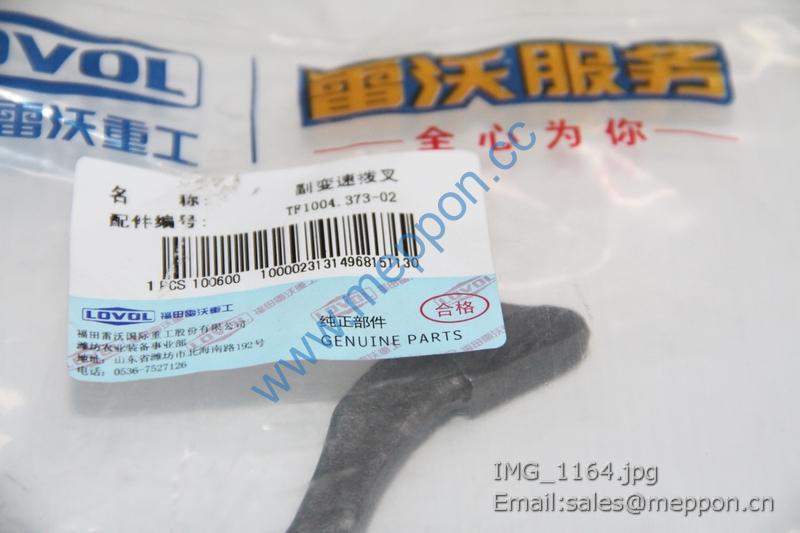 LOVOL
雷沃重工
雷沃服务
全心为你
名 称: 副变速拨叉
配件编号: TF1004.373-02
1 PCS 100600 10000231314968151130
LOVOL 福田雷沃重工
福田雷沃国际重工股份有限公司
潍坊农业装备事业部
地址: 山东省潍坊市北海南路192号
电话: 0536-7527126
合格
纯正部件
GENUINE PARTS
www.meppon.cc
IMG_1164.jpg
Email:sales@meppon.cn